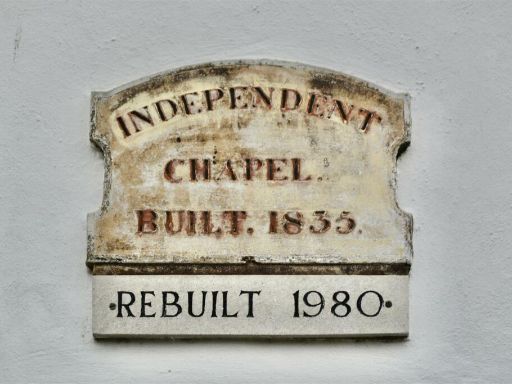 INDEPENDENT
CHAPEL.
BUILT. 1835.
·REBUILT 1980·